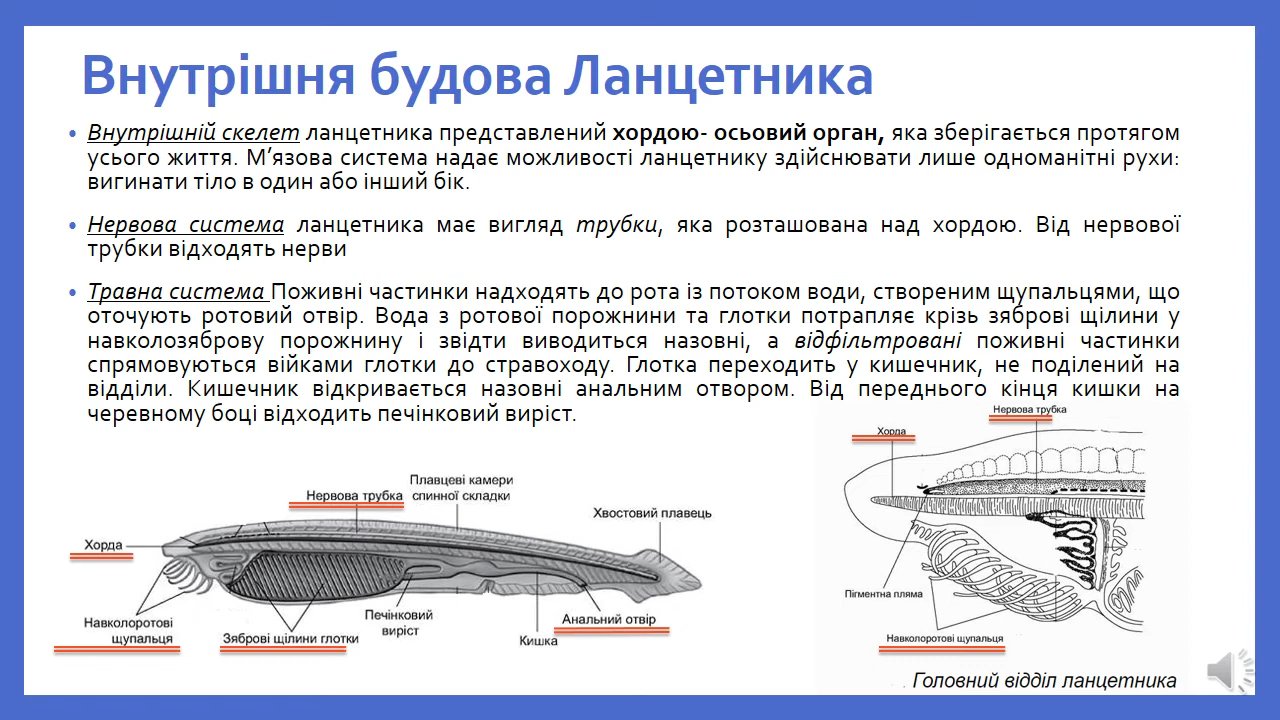 Внутрішня будова Ланцетника
• Внутрішній скелет ланцетника представлений хордою- осьовий орган, яка зберігається протягом
усього життя. М’язова система надає можливості ланцетнику здійснювати лише одноманітні рухи:
вигинати тіло в один або інший бік.
• Нервова система ланцетника має вигляд трубки, яка розташована над хордою. Від нервової
трубки відходять нерви
• Травна система Поживні частинки надходять до рота із потоком води, створеним щупальцями, що
оточують ротовий отвір. Вода з ротової порожнини та глотки потрапляє крізь зяброві щілини у
навколозяброву порожнину і звідти виводиться назовні, а відфільтровані поживні частинки
спрямовуються війками глотки до стравоходу. Глотка переходить у кишечник, не поділений на
відділи. Кишечник відкривається назовні анальним отвором. Від переднього кінця кишки на
черевному боці відходить печінковий виріст.
Нервова трубка
Плавцеві камери
спинної складки
Хвостовий плавець
Хорда
Навколоротові
щупальця
Зяброві щілини глотки
Печінковий
виріст
Кишка
Анальний отвір
Нервова трубка
Хорда
Пігментна пляма
Навколоротові щупальця
Головний відділ ланцетника